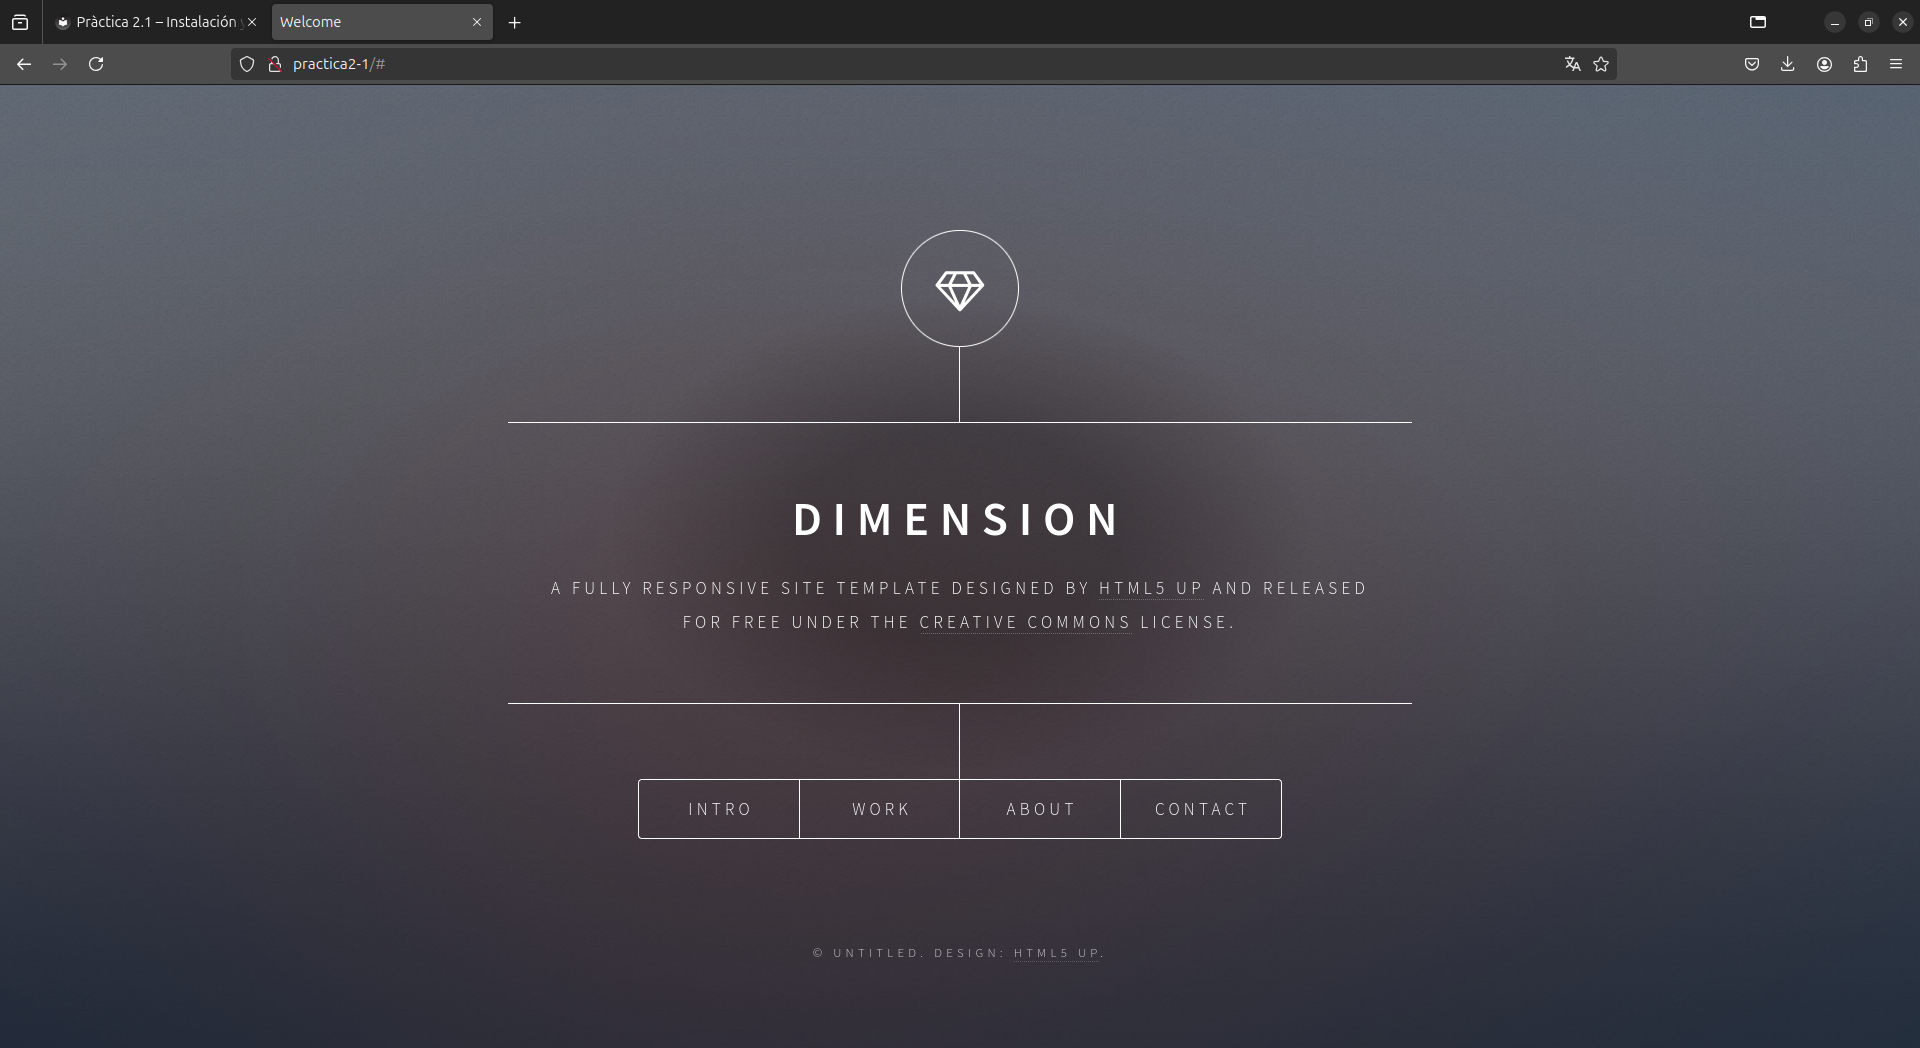 Pràctica 2.1 – Instalación
Welcome
practica2-1/#
DIMENSION
A FULLY RESPONSIVE SITE TEMPLATE DESIGNED BY HTML5 UP AND RELEASED
FOR FREE UNDER THE CREATIVE COMMONS LICENSE.
INTRO WORK ABOUT CONTACT
© UNTITLED. DESIGN: HTML5 UP.